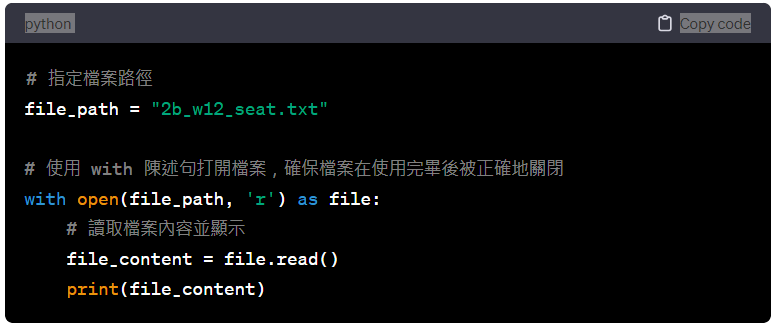 python
Copy code
# 指定檔案路徑
file_path = "2b_w12_seat.txt"
# 使用 with 陳述句打開檔案，確保檔案在使用完畢後被正確地關閉
with open(file_path, 'r') as file:
    # 讀取檔案內容並顯示
    file_content = file.read()
    print(file_content)